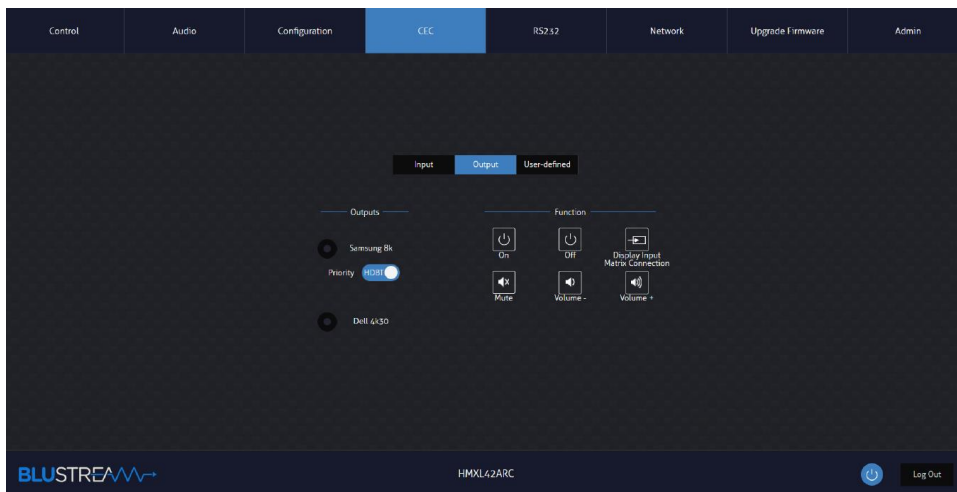 Control Audio Configuration CEC RS232 Network Upgrade Firmware Admin
Input Output User-defined
Outputs Function
Samsung 8k
On Off Display Input
Matrix Connection
Priority HDBT
Mute Volume - Volume +
Dell 4k30
BLUSTREAM HMXL42ARC Log Out